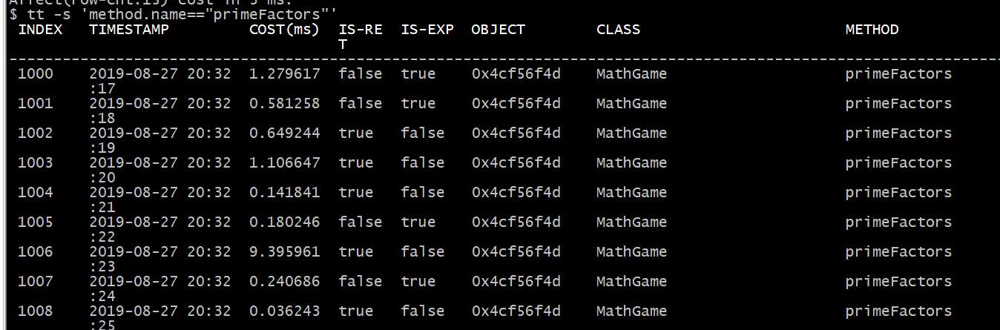 Affect(row-cnt:13) cost in 5 ms.
$ tt -s 'method.name=="primeFactors"'
INDEX TIMESTAMP COST(ms) IS-RE IS-EXP OBJECT CLASS METHOD
T
--------------------------------------------------------------------------------------------------------------
1000 2019-08-27 20:32 1.279617 false true 0x4cf56f4d MathGame primeFactors
:17
1001 2019-08-27 20:32 0.581258 false true 0x4cf56f4d MathGame primeFactors
:18
1002 2019-08-27 20:32 0.649244 true false 0x4cf56f4d MathGame primeFactors
:19
1003 2019-08-27 20:32 1.106647 true false 0x4cf56f4d MathGame primeFactors
:20
1004 2019-08-27 20:32 0.141841 true false 0x4cf56f4d MathGame primeFactors
:21
1005 2019-08-27 20:32 0.180246 false true 0x4cf56f4d MathGame primeFactors
:22
1006 2019-08-27 20:32 9.395961 true false 0x4cf56f4d MathGame primeFactors
:23
1007 2019-08-27 20:32 0.240686 false true 0x4cf56f4d MathGame primeFactors
:24
1008 2019-08-27 20:32 0.036243 true false 0x4cf56f4d MathGame primeFactors
:25